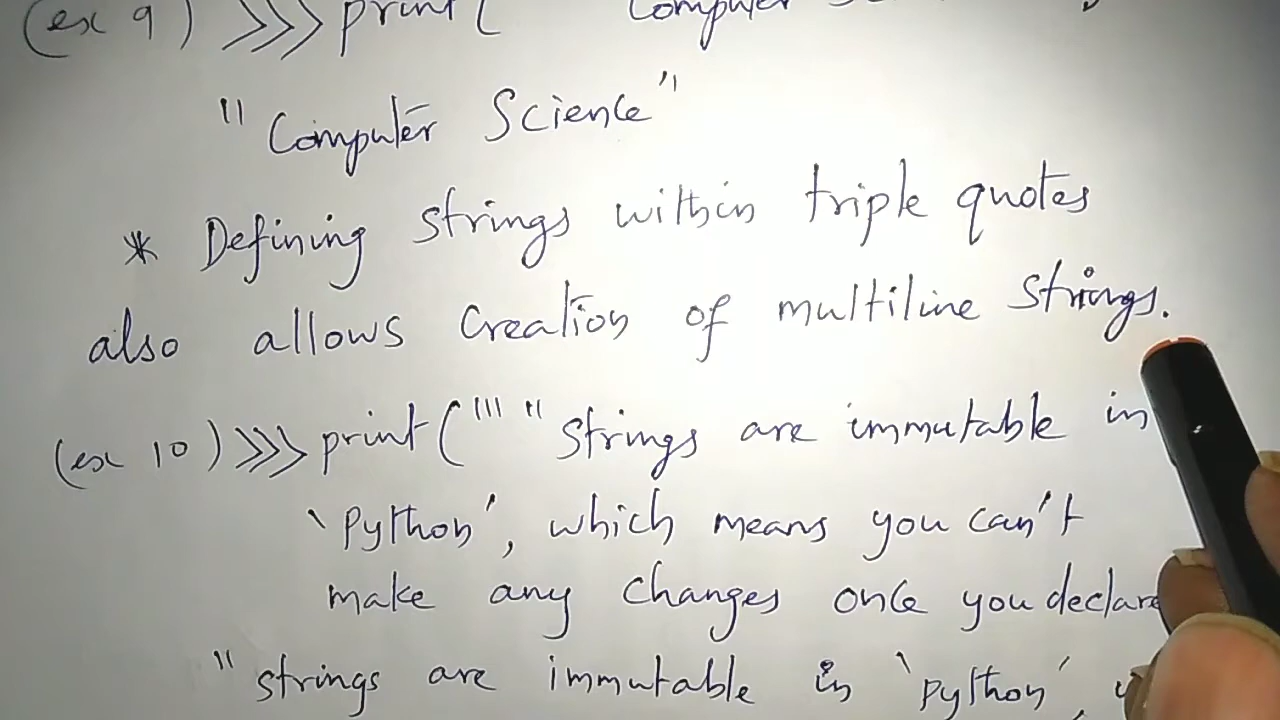 (ex 9) >>> print( Computer
"Computer Science"
* Defining strings within triple quotes
also allows creation of multiline strings.
(ex 10) >>> print(''' "Strings are immutable in
'Python', which means you can't
make any changes once you declare
"strings are immutable in 'python',